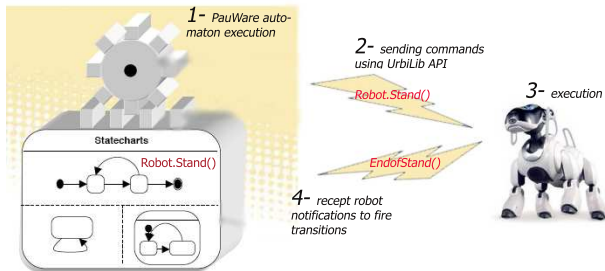 1- PauWare auto-
maton execution
2- sending commands
using UrbiLib API
Robot.Stand()
3- execution
Statecharts
Robot.Stand()
EndofStand()
4- recept robot
notifications to fire
transitions